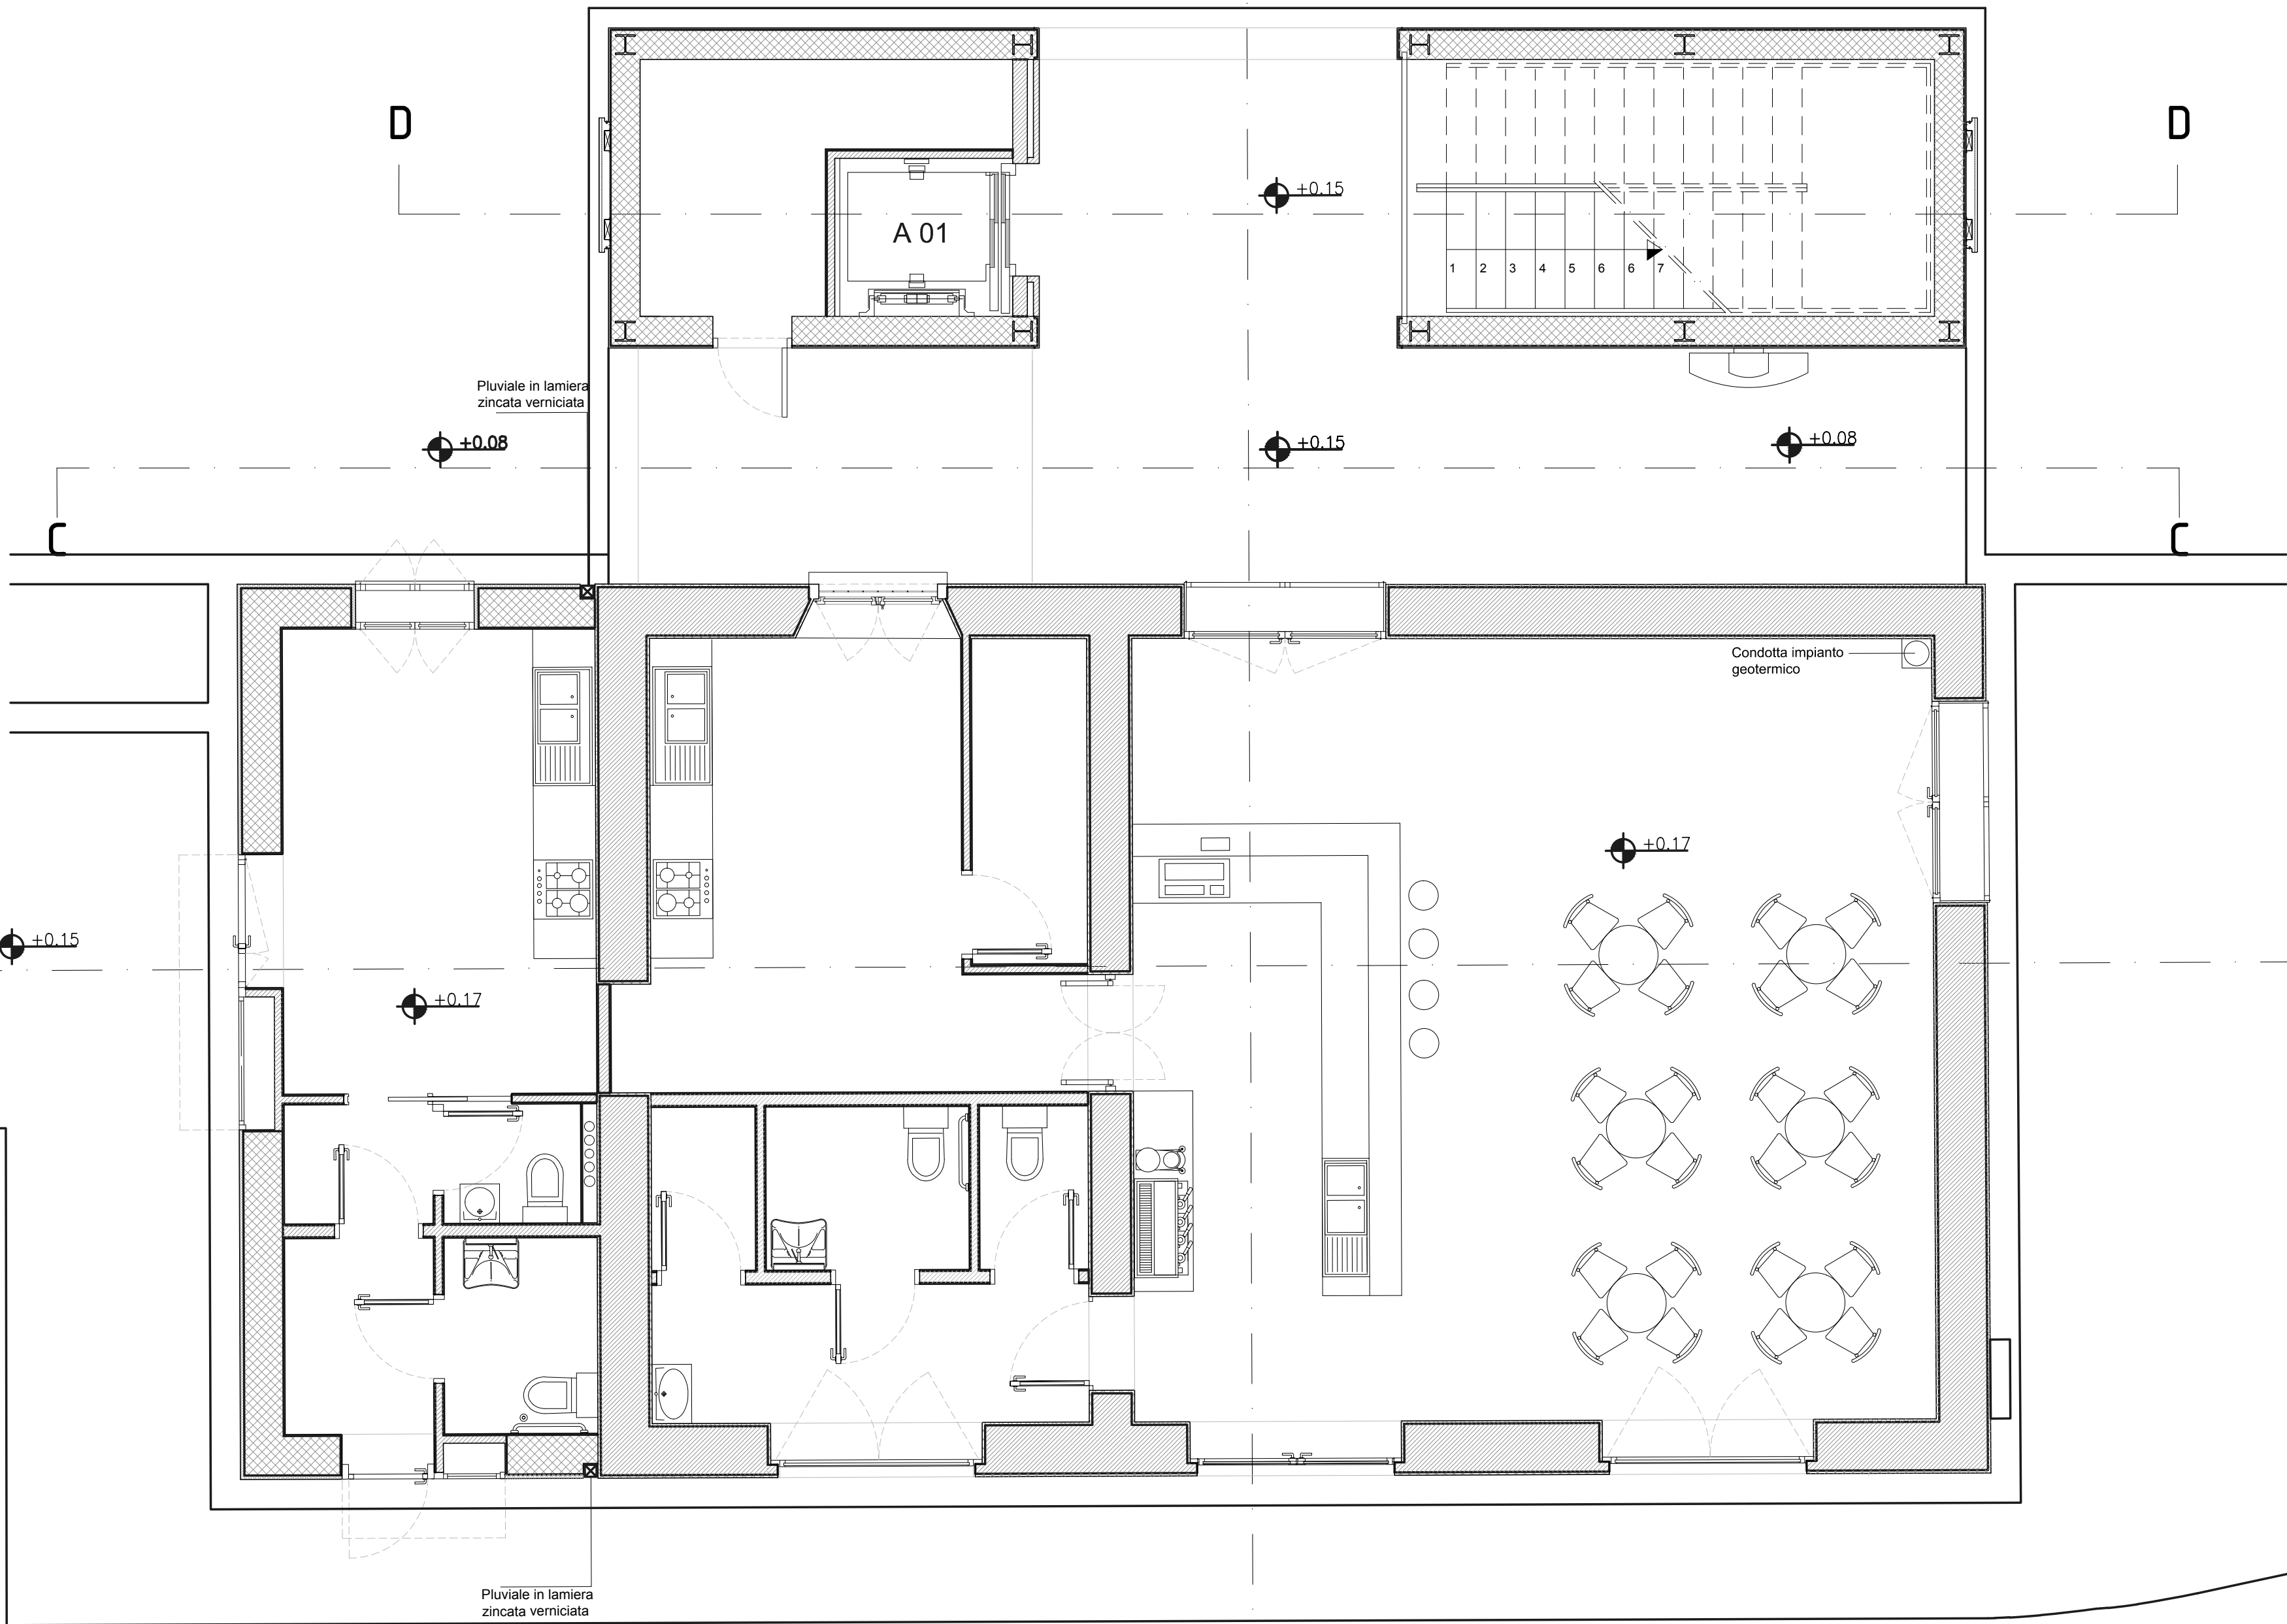 D
D
+0.15
A 01
1 2 3 4 5 6 6 7
Pluviale in lamiera
zincata verniciata
+0.08
+0.15
+0.08
C
C
Condotta impianto
geotermico
+0.17
+0.15
+0.17
Pluviale in lamiera
zincata verniciata